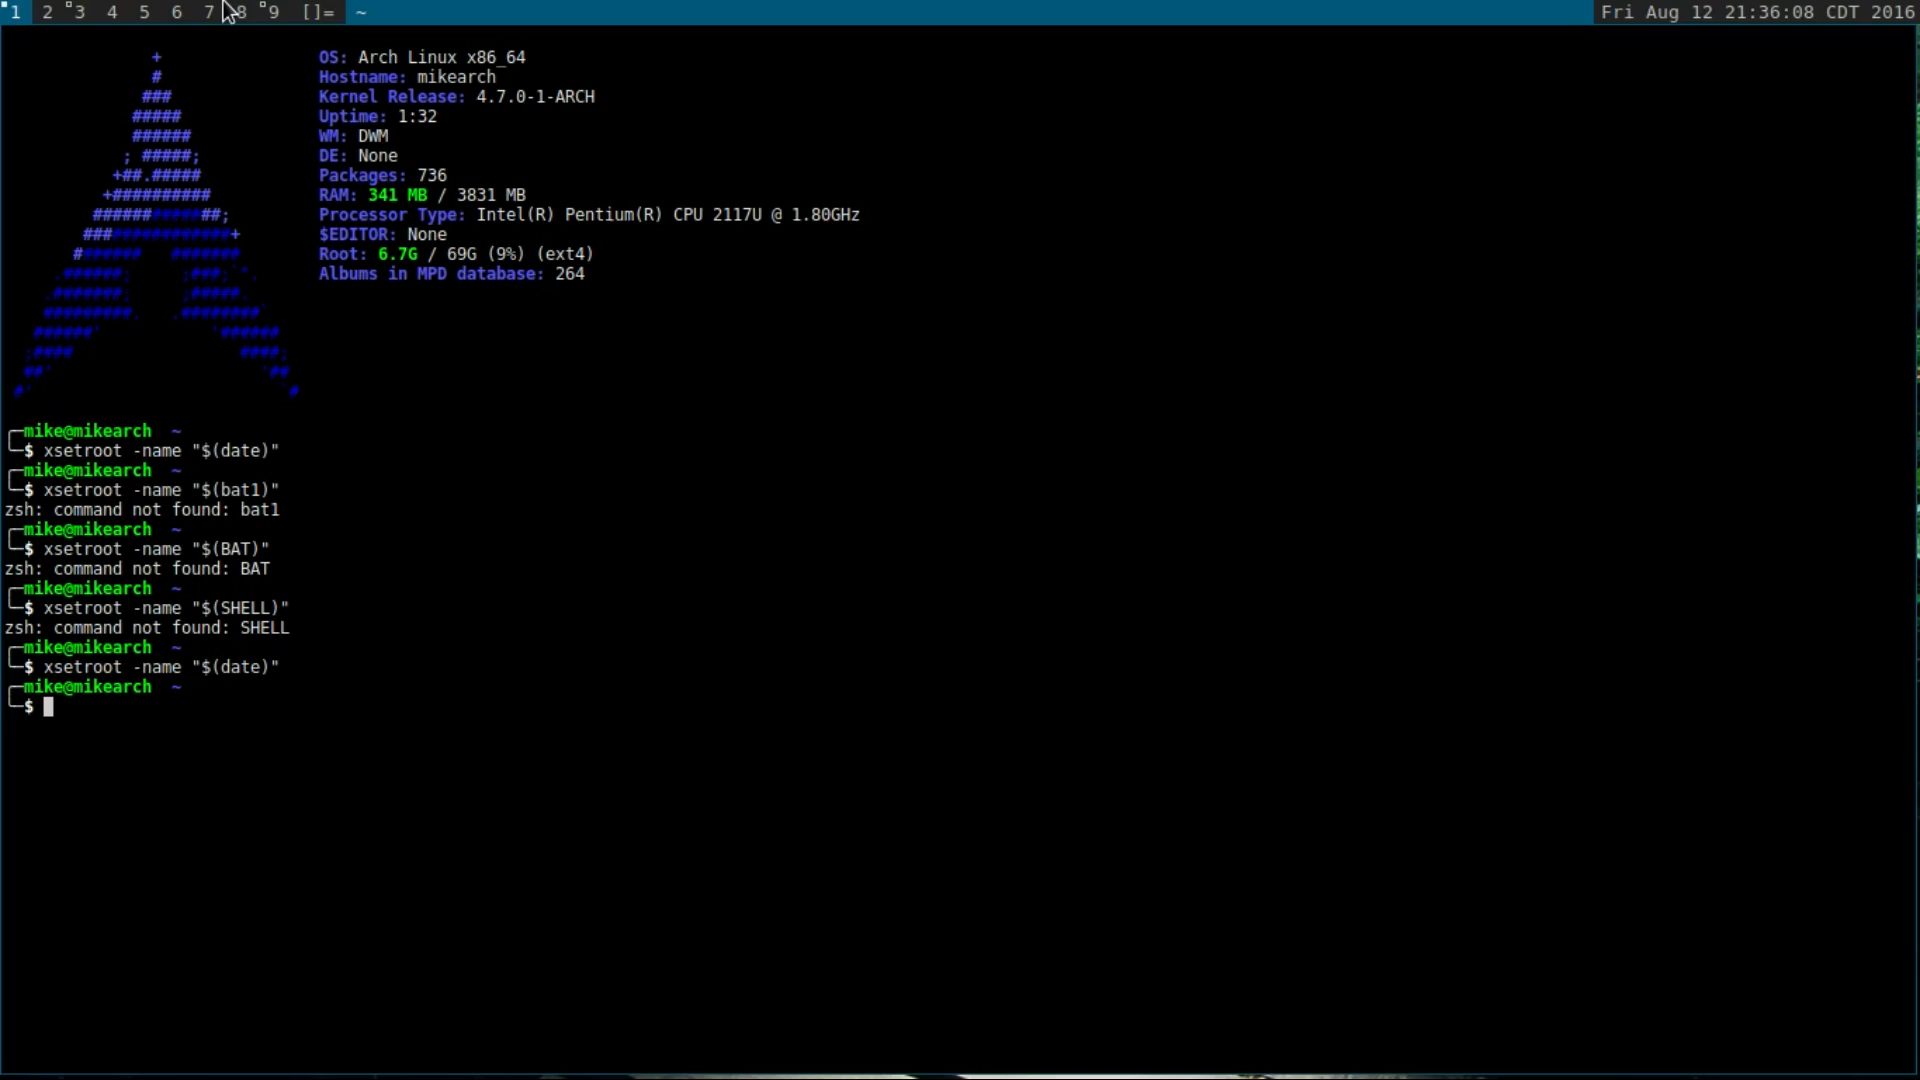 1 2 3 4 5 6 7 8 9 []= ~ Fri Aug 12 21:36:08 CDT 2016
OS: Arch Linux x86_64
Hostname: mikearch
Kernel Release: 4.7.0-1-ARCH
Uptime: 1:32
WM: DWM
DE: None
Packages: 736
RAM: 341 MB / 3831 MB
Processor Type: Intel(R) Pentium(R) CPU 2117U @ 1.80GHz
$EDITOR: None
Root: 6.7G / 69G (9%) (ext4)
Albums in MPD database: 264
╭─mike@mikearch  ~
╰─$ xsetroot -name "$(date)"
╭─mike@mikearch  ~
╰─$ xsetroot -name "$(bat1)"
zsh: command not found: bat1
╭─mike@mikearch  ~
╰─$ xsetroot -name "$(BAT)"
zsh: command not found: BAT
╭─mike@mikearch  ~
╰─$ xsetroot -name "$(SHELL)"
zsh: command not found: SHELL
╭─mike@mikearch  ~
╰─$ xsetroot -name "$(date)"
╭─mike@mikearch  ~
╰─$